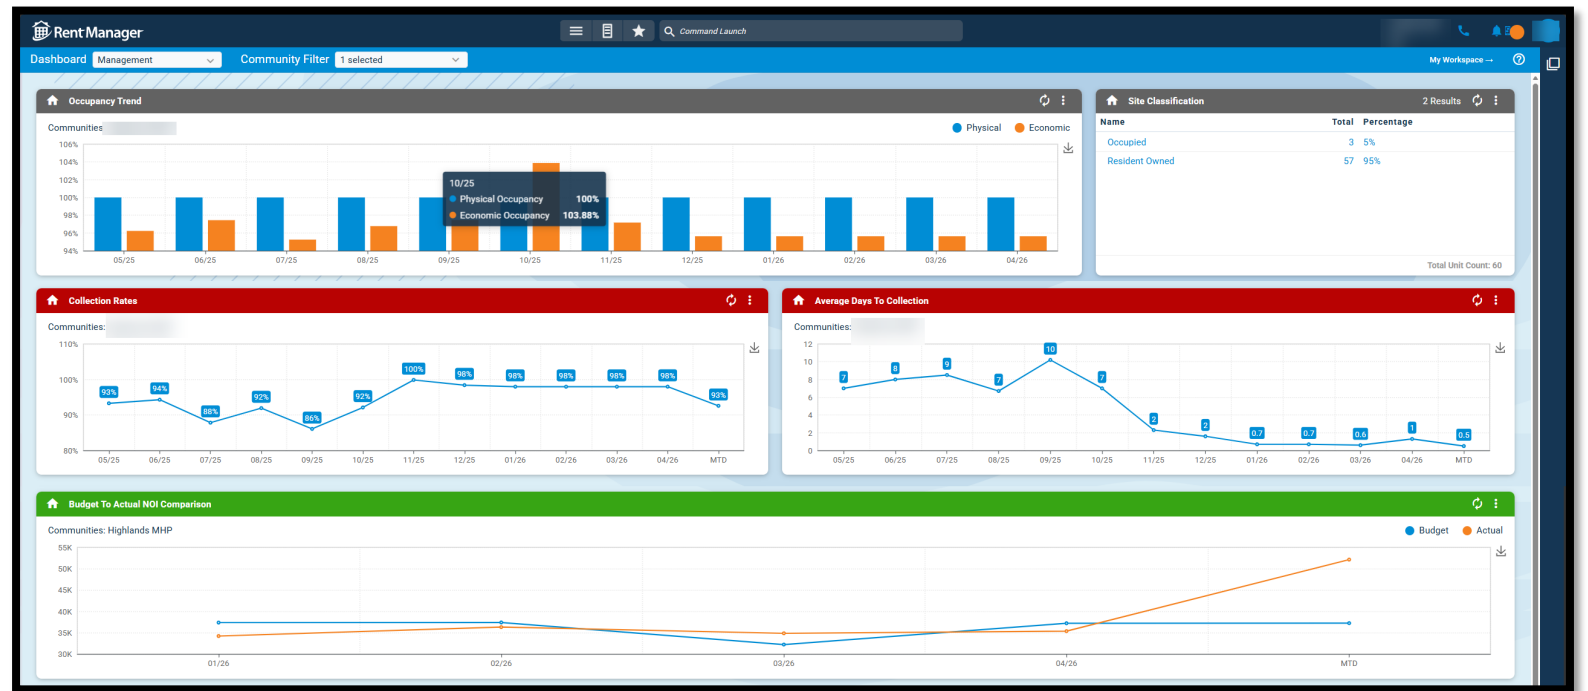 Rent Manager
Command Launch
Dashboard Management Community Filter 1 selected My Workspace →
Occupancy Trend
Communities
Physical Economic
106%
104%
102%
100%
98%
96%
94%
10/25
Physical Occupancy 100%
Economic Occupancy 103.88%
05/25 06/25 07/25 08/25 09/25 10/25 11/25 12/25 01/26 02/26 03/26 04/26
Site Classification 2 Results
Name Total Percentage
Occupied 3 5%
Resident Owned 57 95%
Total Unit Count: 60
Collection Rates
Communities:
110%
100%
90%
80%
93% 94% 88% 92% 86% 92% 100% 98% 98% 98% 98% 98% 93%
05/25 06/25 07/25 08/25 09/25 10/25 11/25 12/25 01/26 02/26 03/26 04/26 MTD
Average Days To Collection
Communities:
12
10
8
6
4
2
0
7 8 9 7 10 7 2 2 0.7 0.7 0.6 1 0.5
05/25 06/25 07/25 08/25 09/25 10/25 11/25 12/25 01/26 02/26 03/26 04/26 MTD
Budget To Actual NOI Comparison
Communities: Highlands MHP
Budget Actual
55K
50K
45K
40K
35K
30K
01/26 02/26 03/26 04/26 MTD